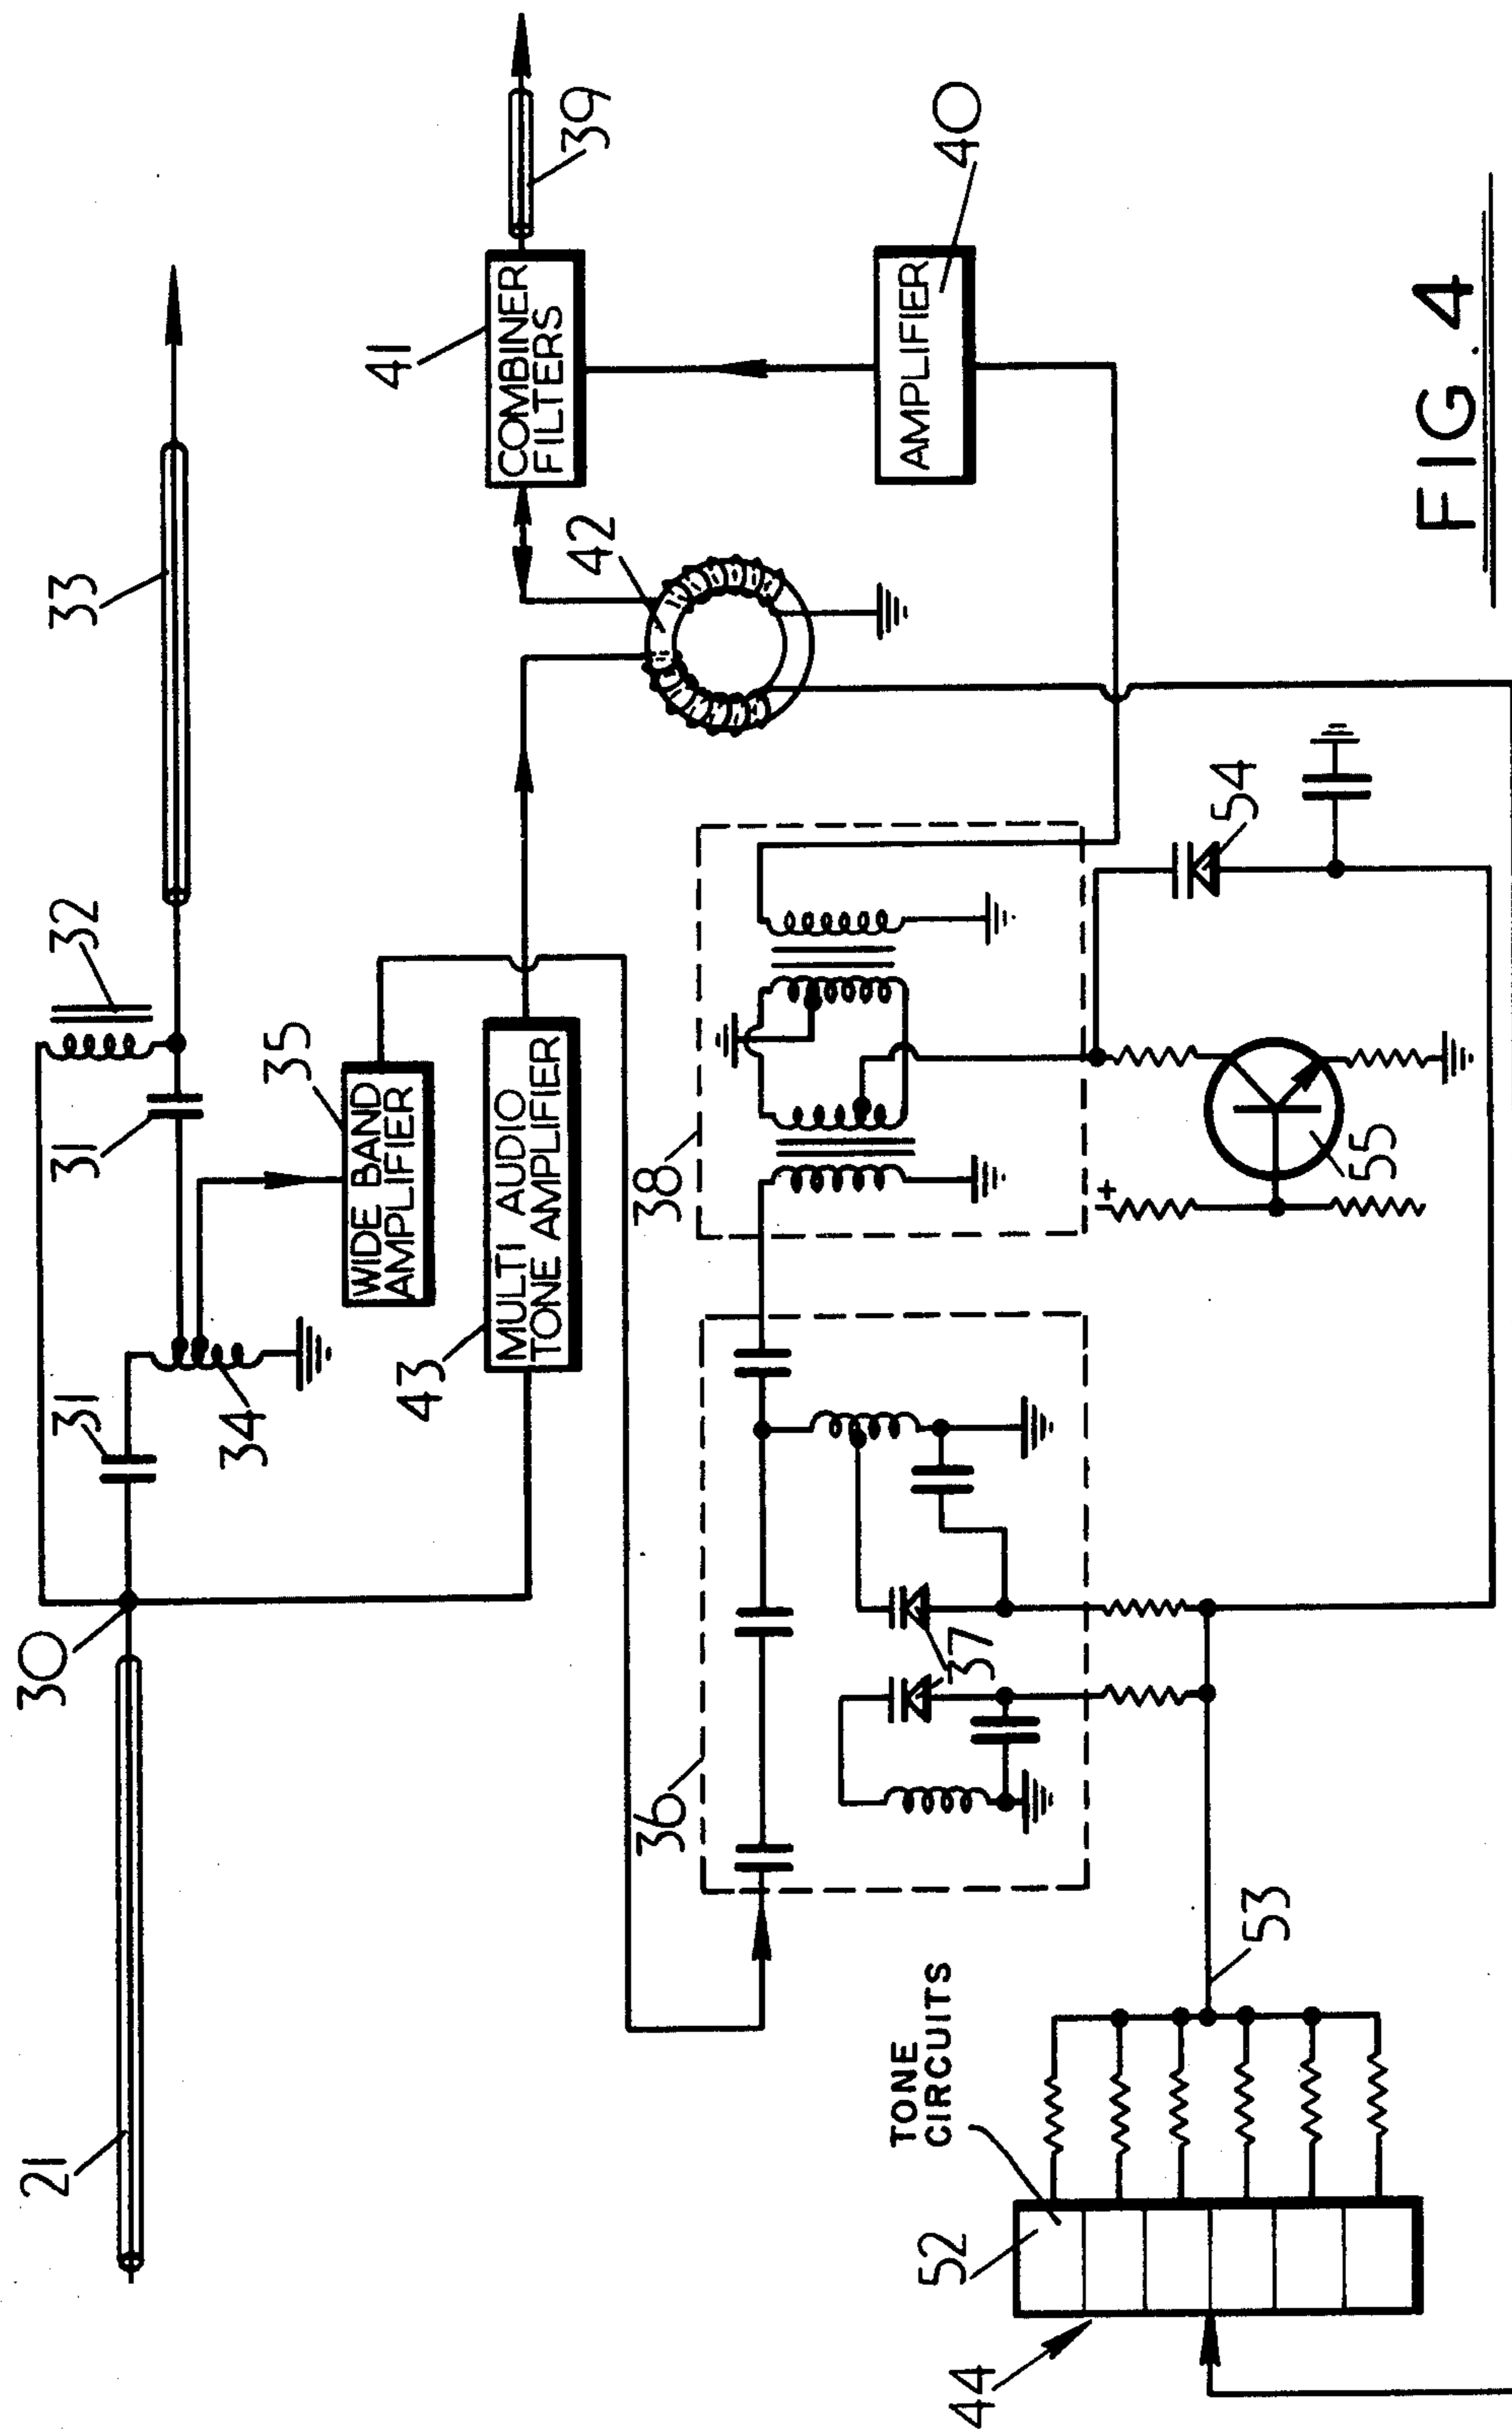 21
30
31
34
31
32
33
35
WIDE BAND
AMPLIFIER
43
MULTI AUDIO
TONE AMPLIFIER
42
41
COMBINER
FILTERS
39
AMPLIFIER
40
36
37
38
+
55
54
TONE
CIRCUITS
52
53
44
FIG. 4